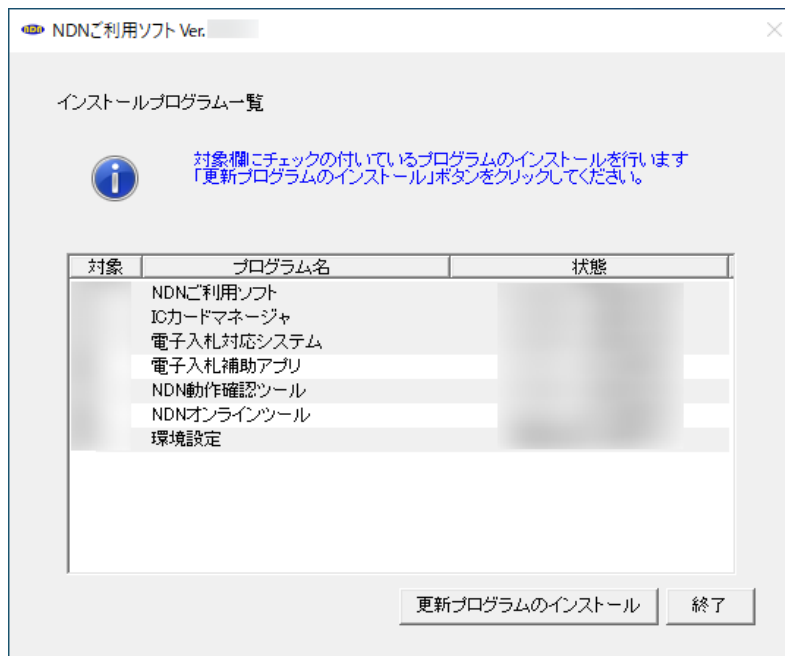 NDNご利用ソフト Ver.
インストールプログラム一覧
対象欄にチェックの付いているプログラムのインストールを行います
「更新プログラムのインストール」ボタンをクリックしてください。
対象 プログラム名 状態
NDNご利用ソフト
ICカードマネージャ
電子入札対応システム
電子入札補助アプリ
NDN動作確認ツール
NDNオンラインツール
環境設定
更新プログラムのインストール 終了